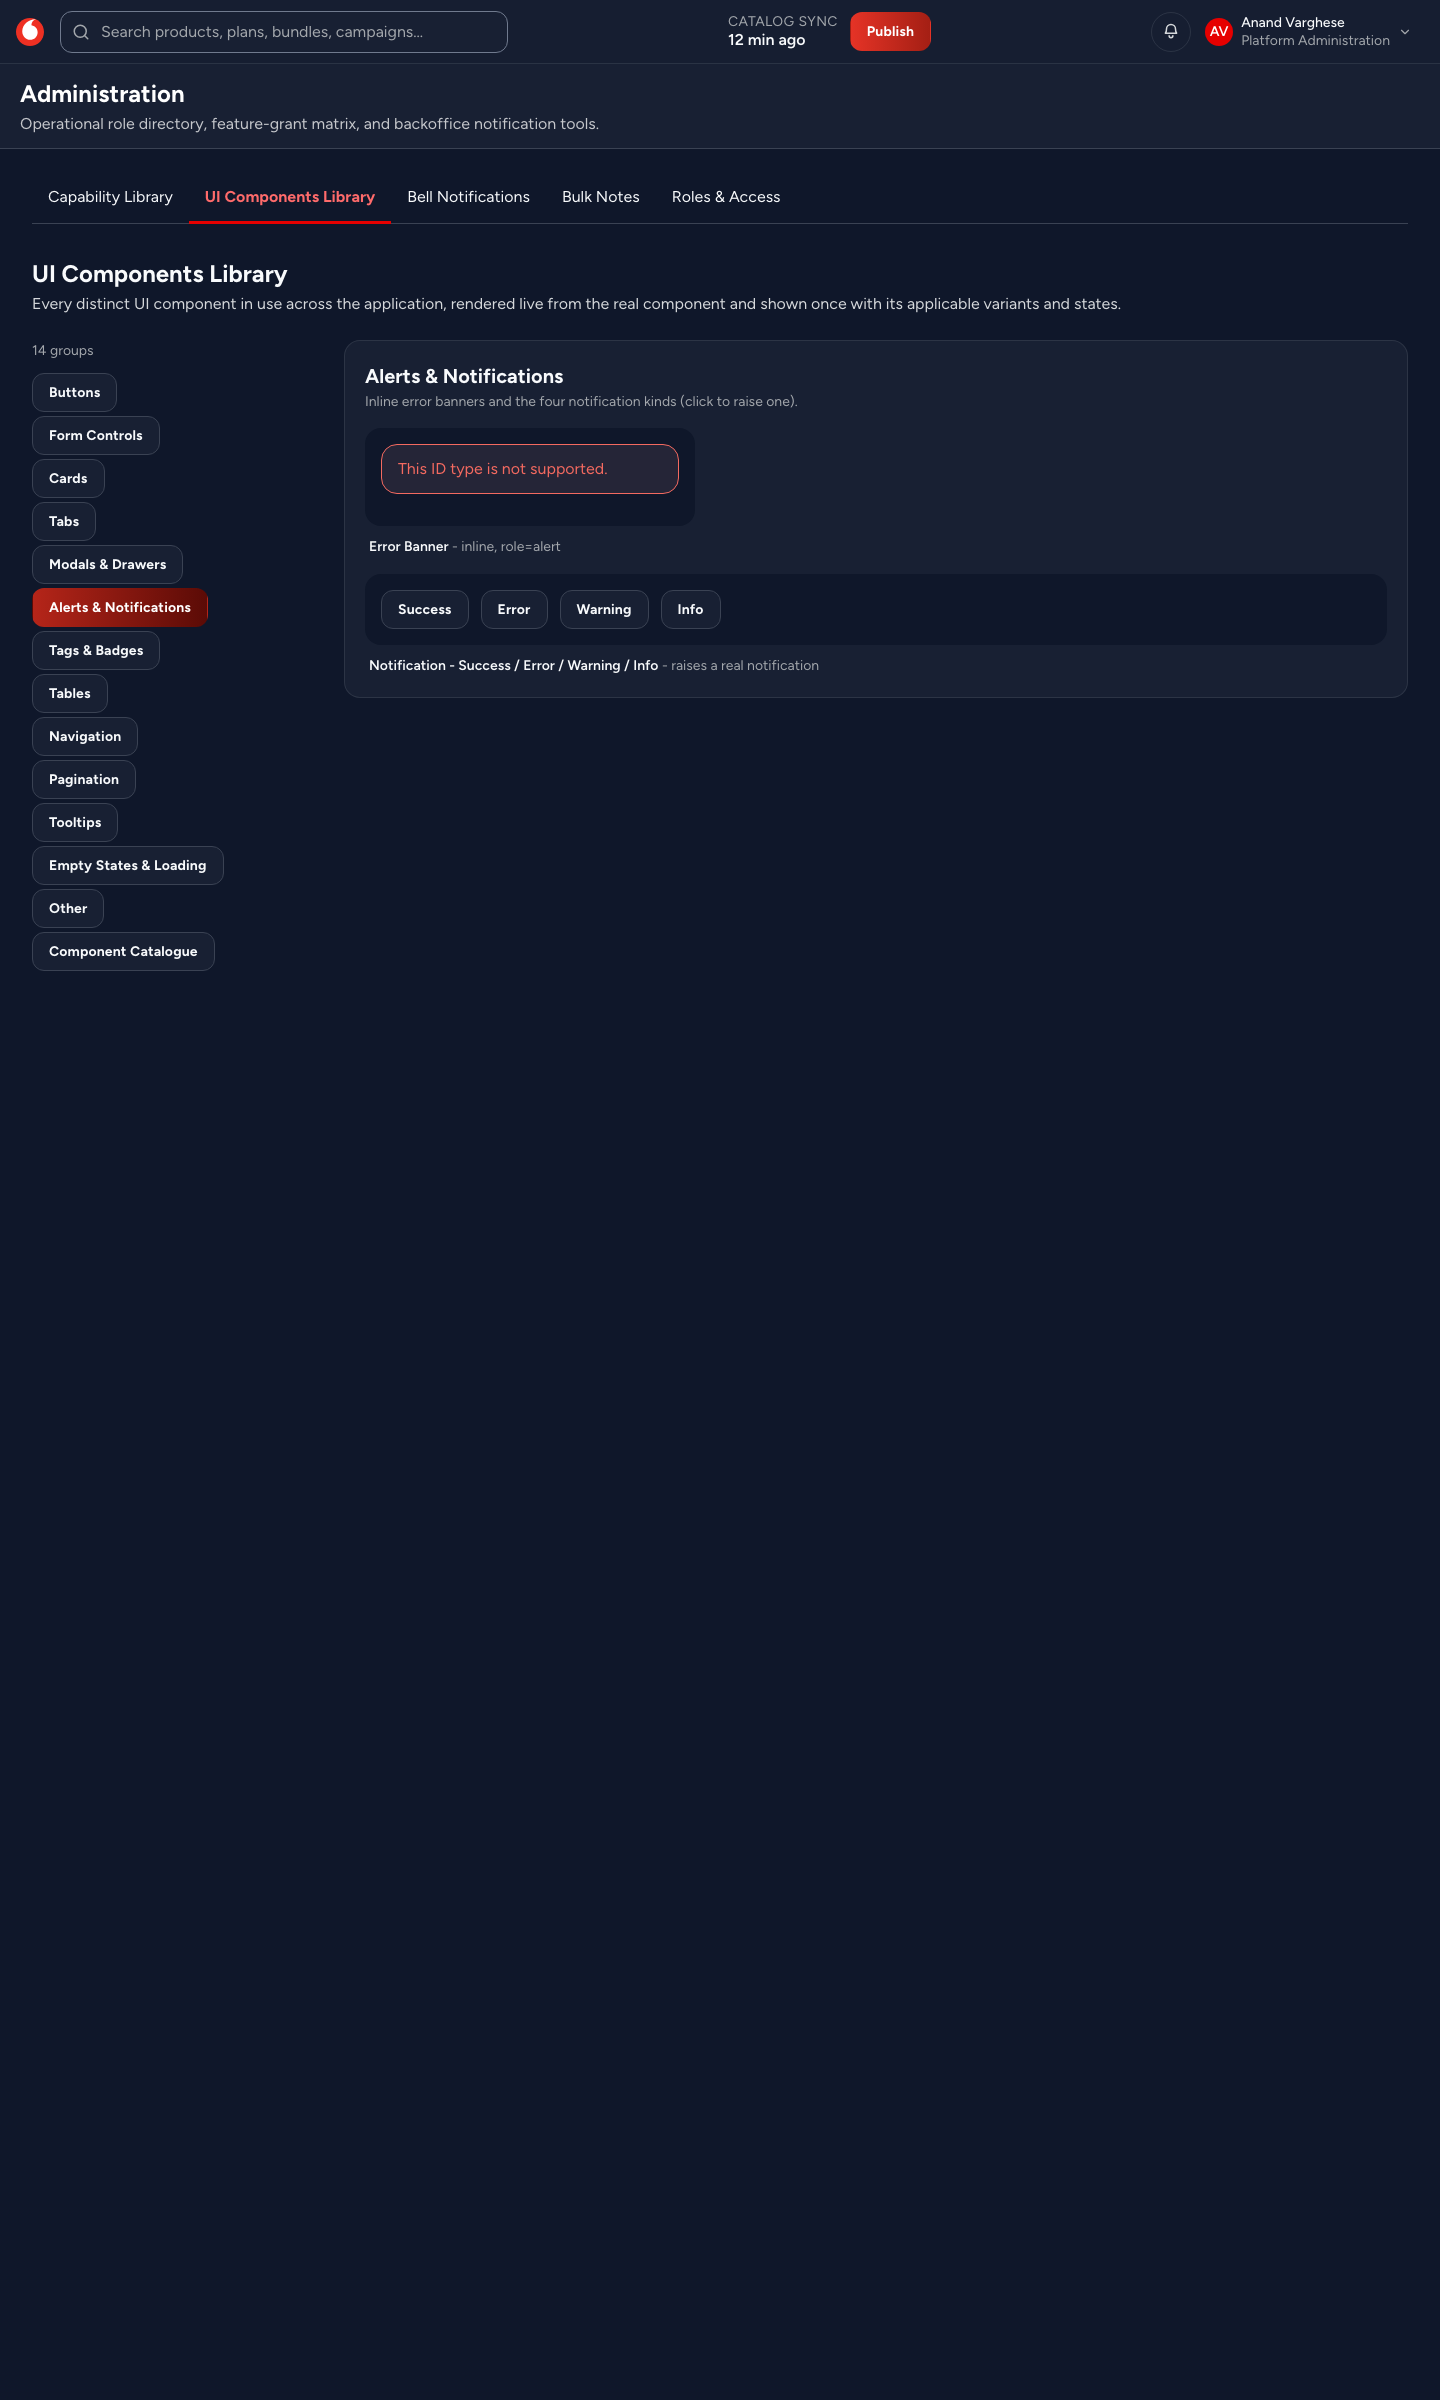 Search products, plans, bundles, campaigns...
CATALOG SYNC
12 min ago
Publish
AV
Anand Varghese
Platform Administration
Administration
Operational role directory, feature-grant matrix, and backoffice notification tools.
Capability Library
UI Components Library
Bell Notifications
Bulk Notes
Roles & Access
UI Components Library
Every distinct UI component in use across the application, rendered live from the real component and shown once with its applicable variants and states.
14 groups
Buttons
Form Controls
Cards
Tabs
Modals & Drawers
Alerts & Notifications
Tags & Badges
Tables
Navigation
Pagination
Tooltips
Empty States & Loading
Other
Component Catalogue
Alerts & Notifications
Inline error banners and the four notification kinds (click to raise one).
This ID type is not supported.
Error Banner - inline, role=alert
Success
Error
Warning
Info
Notification - Success / Error / Warning / Info - raises a real notification